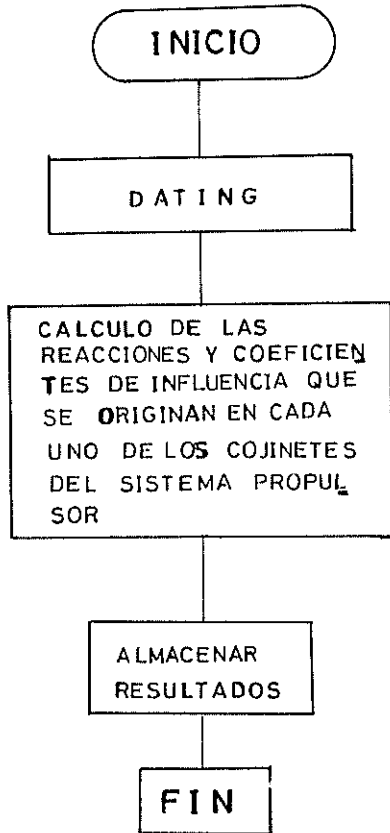 INICIO
DATING
CALCULO DE LAS
REACCIONES Y COEFICIEN
TES DE INFLUENCIA QUE
SE ORIGINAN EN CADA
UNO DE LOS COJINETES
DEL SISTEMA PROPUL
SOR
ALMACENAR
RESULTADOS
FIN